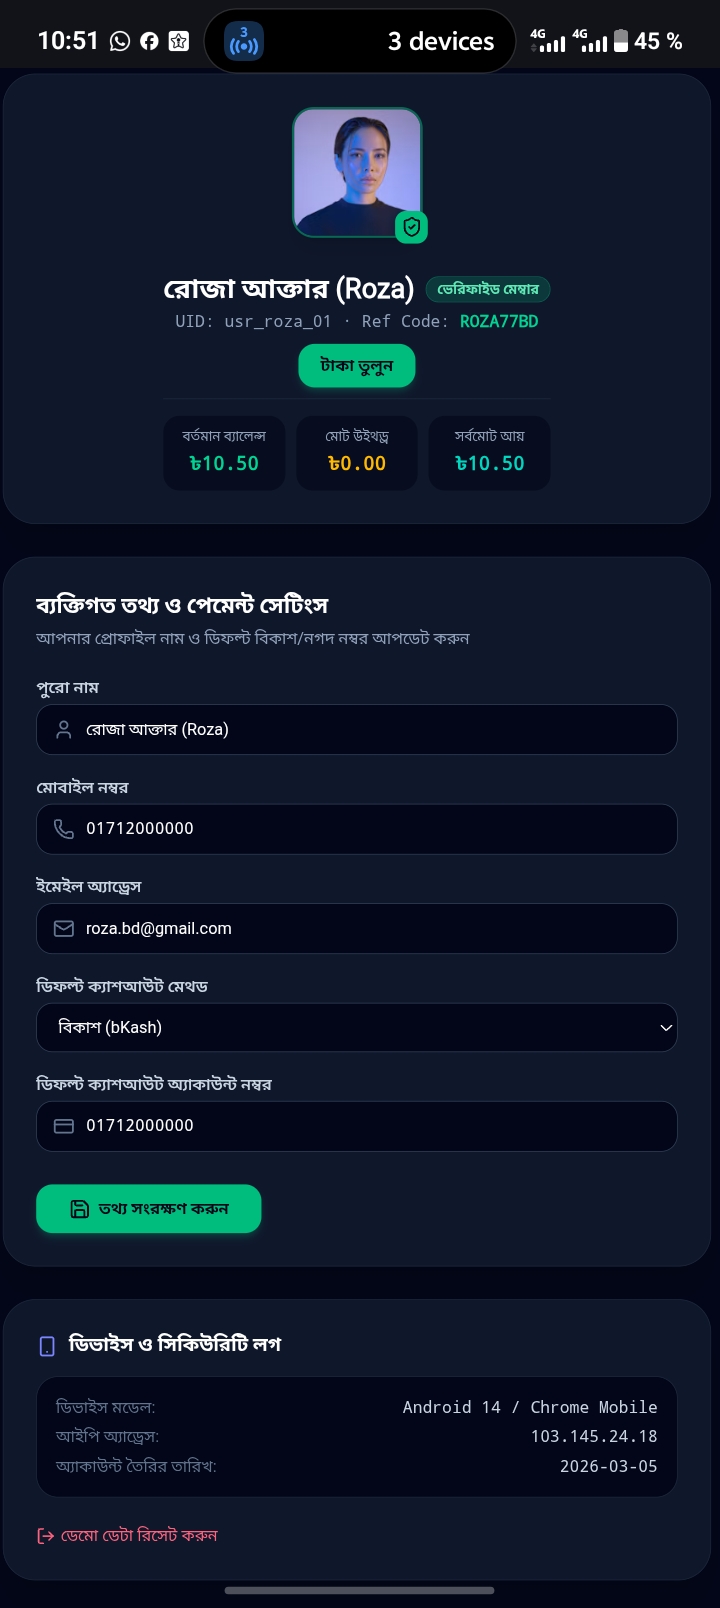 10:51
3
3 devices
4G 4G 45 %
রোজা আক্তার (Roza) ভেরিফাইড মেম্বার
UID: usr_roza_01 · Ref Code: ROZA77BD
টাকা তুলুন
বর্তমান ব্যালেন্স মোট উইথড্র সর্বমোট আয়
৳10.50 ৳0.00 ৳10.50
ব্যক্তিগত তথ্য ও পেমেন্ট সেটিংস
আপনার প্রোফাইল নাম ও ডিফল্ট বিকাশ/নগদ নম্বর আপডেট করুন
পুরো নাম
রোজা আক্তার (Roza)
মোবাইল নম্বর
01712000000
ইমেইল অ্যাড্রেস
roza.bd@gmail.com
ডিফল্ট ক্যাশআউট মেথড
বিকাশ (bKash)
ডিফল্ট ক্যাশআউট অ্যাকাউন্ট নম্বর
01712000000
তথ্য সংরক্ষণ করুন
ডিভাইস ও সিকিউরিটি লগ
ডিভাইস মডেল: Android 14 / Chrome Mobile
আইপি অ্যাড্রেস: 103.145.24.18
অ্যাকাউন্ট তৈরির তারিখ: 2026-03-05
ডেমো ডেটা রিসেট করুন